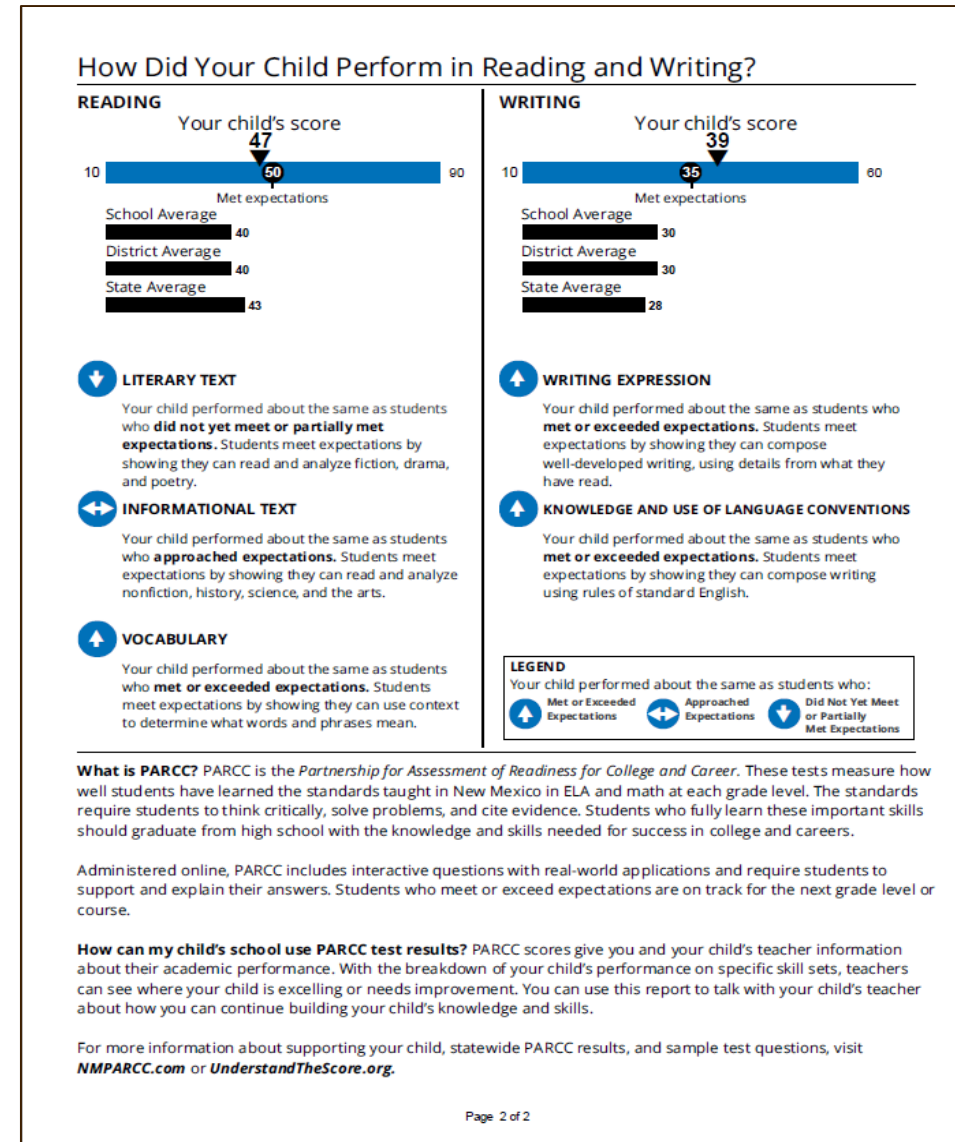 How Did Your Child Perform in Reading and Writing?
READING
Your child's score
47
10
50
90
Met expectations
School Average
40
District Average
40
State Average
43
LITERARY TEXT
Your child performed about the same as students
who did not yet meet or partially met
expectations. Students meet expectations by
showing they can read and analyze fiction, drama,
and poetry.
INFORMATIONAL TEXT
Your child performed about the same as students
who approached expectations. Students meet
expectations by showing they can read and analyze
nonfiction, history, science, and the arts.
VOCABULARY
Your child performed about the same as students
who met or exceeded expectations. Students
meet expectations by showing they can use context
to determine what words and phrases mean.
WRITING
Your child's score
39
10
35
60
Met expectations
School Average
30
District Average
30
State Average
28
WRITING EXPRESSION
Your child performed about the same as students who
met or exceeded expectations. Students meet
expectations by showing they can compose
well-developed writing, using details from what they
have read.
KNOWLEDGE AND USE OF LANGUAGE CONVENTIONS
Your child performed about the same as students who
met or exceeded expectations. Students meet
expectations by showing they can compose writing
using rules of standard English.
LEGEND
Your child performed about the same as students who:
Met or Exceeded
Expectations
Approached
Expectations
Did Not Yet Meet
or Partially
Met Expectations
What is PARCC? PARCC is the Partnership for Assessment of Readiness for College and Career. These tests measure how
well students have learned the standards taught in New Mexico in ELA and math at each grade level. The standards
require students to think critically, solve problems, and cite evidence. Students who fully learn these important skills
should graduate from high school with the knowledge and skills needed for success in college and careers.
Administered online, PARCC includes interactive questions with real-world applications and require students to
support and explain their answers. Students who meet or exceed expectations are on track for the next grade level or
course.
How can my child's school use PARCC test results? PARCC scores give you and your child's teacher information
about their academic performance. With the breakdown of your child's performance on specific skill sets, teachers
can see where your child is excelling or needs improvement. You can use this report to talk with your child's teacher
about how you can continue building your child's knowledge and skills.
For more information about supporting your child, statewide PARCC results, and sample test questions, visit
NMPARCC.com or UnderstandTheScore.org.
Page 2 of 2